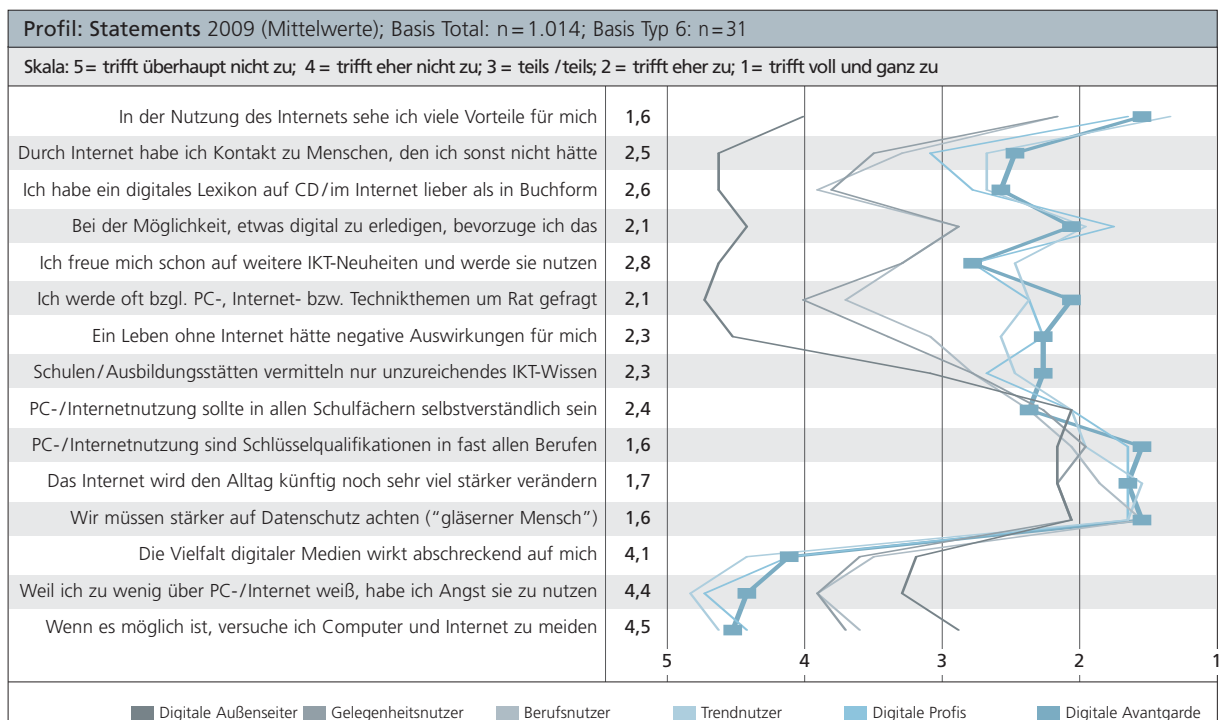 Profil: Statements 2009 (Mittelwerte); Basis Total: n=1.014; Basis Typ 6: n=31
Skala: 5= trifft überhaupt nicht zu; 4= trifft eher nicht zu; 3= teils /teils; 2= trifft eher zu; 1= trifft voll und ganz zu
In der Nutzung des Internets sehe ich viele Vorteile für mich 1,6
Durch Internet habe ich Kontakt zu Menschen, den ich sonst nicht hätte 2,5
Ich habe ein digitales Lexikon auf CD/im Internet lieber als in Buchform 2,6
Bei der Möglichkeit, etwas digital zu erledigen, bevorzuge ich das 2,1
Ich freue mich schon auf weitere IKT-Neuheiten und werde sie nutzen 2,8
Ich werde oft bzgl. PC-, Internet- bzw. Technikthemen um Rat gefragt 2,1
Ein Leben ohne Internet hätte negative Auswirkungen für mich 2,3
Schulen/Ausbildungsstätten vermitteln nur unzureichendes IKT-Wissen 2,3
PC-/Internetnutzung sollte in allen Schulfächern selbstverständlich sein 2,4
PC-/Internetnutzung sind Schlüsselqualifikationen in fast allen Berufen 1,6
Das Internet wird den Alltag künftig noch sehr viel stärker verändern 1,7
Wir müssen stärker auf Datenschutz achten ("gläserner Mensch") 1,6
Die Vielfalt digitaler Medien wirkt abschreckend auf mich 4,1
Weil ich zu wenig über PC-/Internet weiß, habe ich Angst sie zu nutzen 4,4
Wenn es möglich ist, versuche ich Computer und Internet zu meiden 4,5
5 4 3 2 1
Digitale Außenseiter Gelegenheitsnutzer Berufsnutzer Trendnutzer Digitale Profis Digitale Avantgarde